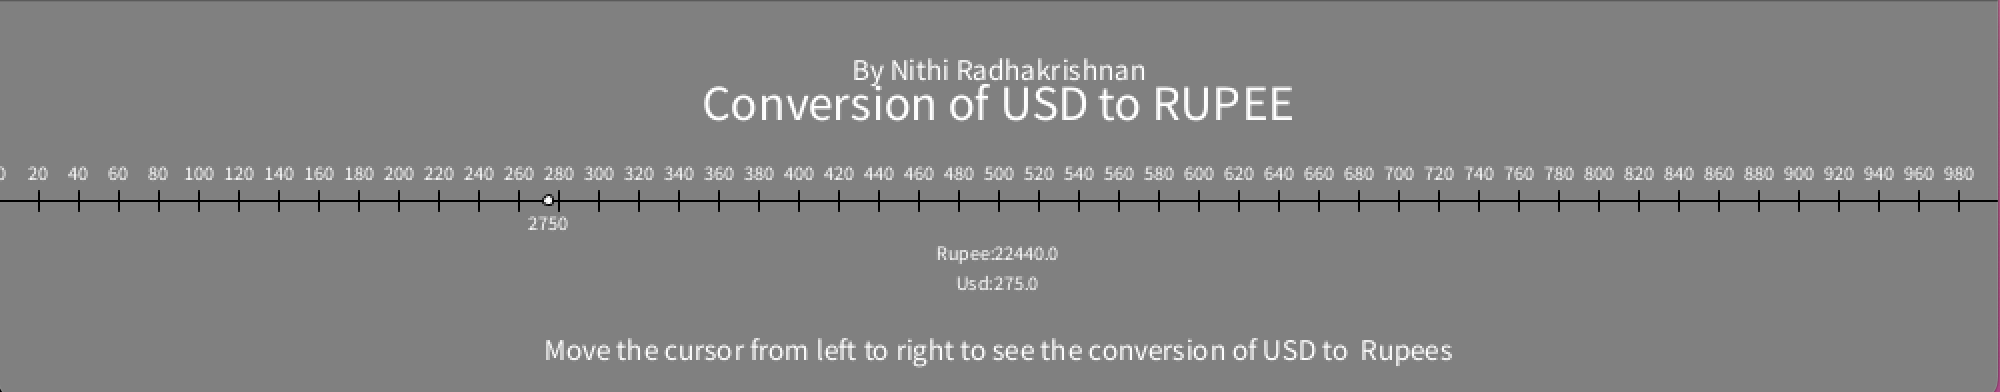 By Nithi Radhakrishnan
Conversion of USD to RUPEE
0 20 40 60 80 100 120 140 160 180 200 220 240 260 280 300 320 340 360 380 400 420 440 460 480 500 520 540 560 580 600 620 640 660 680 700 720 740 760 780 800 820 840 860 880 900 920 940 960 980
2750
Rupee:22440.0
Usd:275.0
Move the cursor from left to right to see the conversion of USD to  Rupees